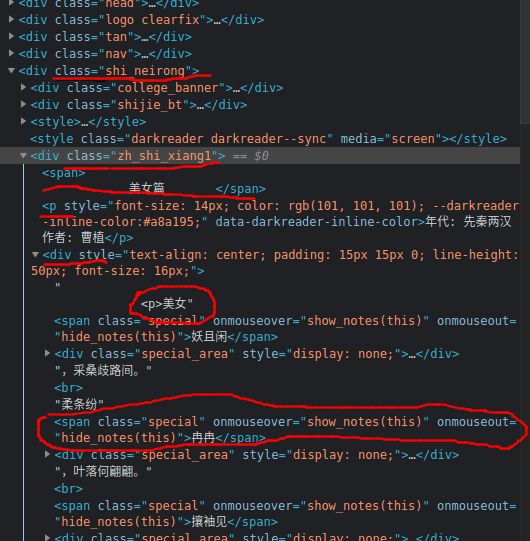 <div class="head">…</div>
<div class="logo clearfix">…</div>
<div class="tan">…</div>
<div class="nav">…</div>
<div class="shi_neirong">
<div class="college_banner">…</div>
<div class="shijie_bt">…</div>
<style>…</style>
<style class="darkreader darkreader--sync" media="screen"></style>
<div class="zh_shi_xiang1"> == $0
<span>
美女篇 </span>
<p style="font-size: 14px; color: rgb(101, 101, 101); --darkreader
-inline-color:#a8a195;" data-darkreader-inline-color>年代: 先秦两汉
作者: 曹植</p>
<div style="text-align: center; padding: 15px 15px 0; line-height:
50px; font-size: 16px;">
"
<p>美女"
<span class="special" onmouseover="show_notes(this)" onmouseout=
"hide_notes(this)">妖且闲</span>
<div class="special_area" style="display: none;">…</div>
"，采桑歧路间。"
<br>
"柔条纷"
<span class="special" onmouseover="show_notes(this)" onmouseout=
"hide_notes(this)">冉冉</span>
<div class="special_area" style="display: none;">…</div>
"，叶落何翩翩。"
<br>
<span class="special" onmouseover="show_notes(this)" onmouseout=
"hide_notes(this)">攘袖见</span>
<div class="special_area" style="display: none;">…</div>